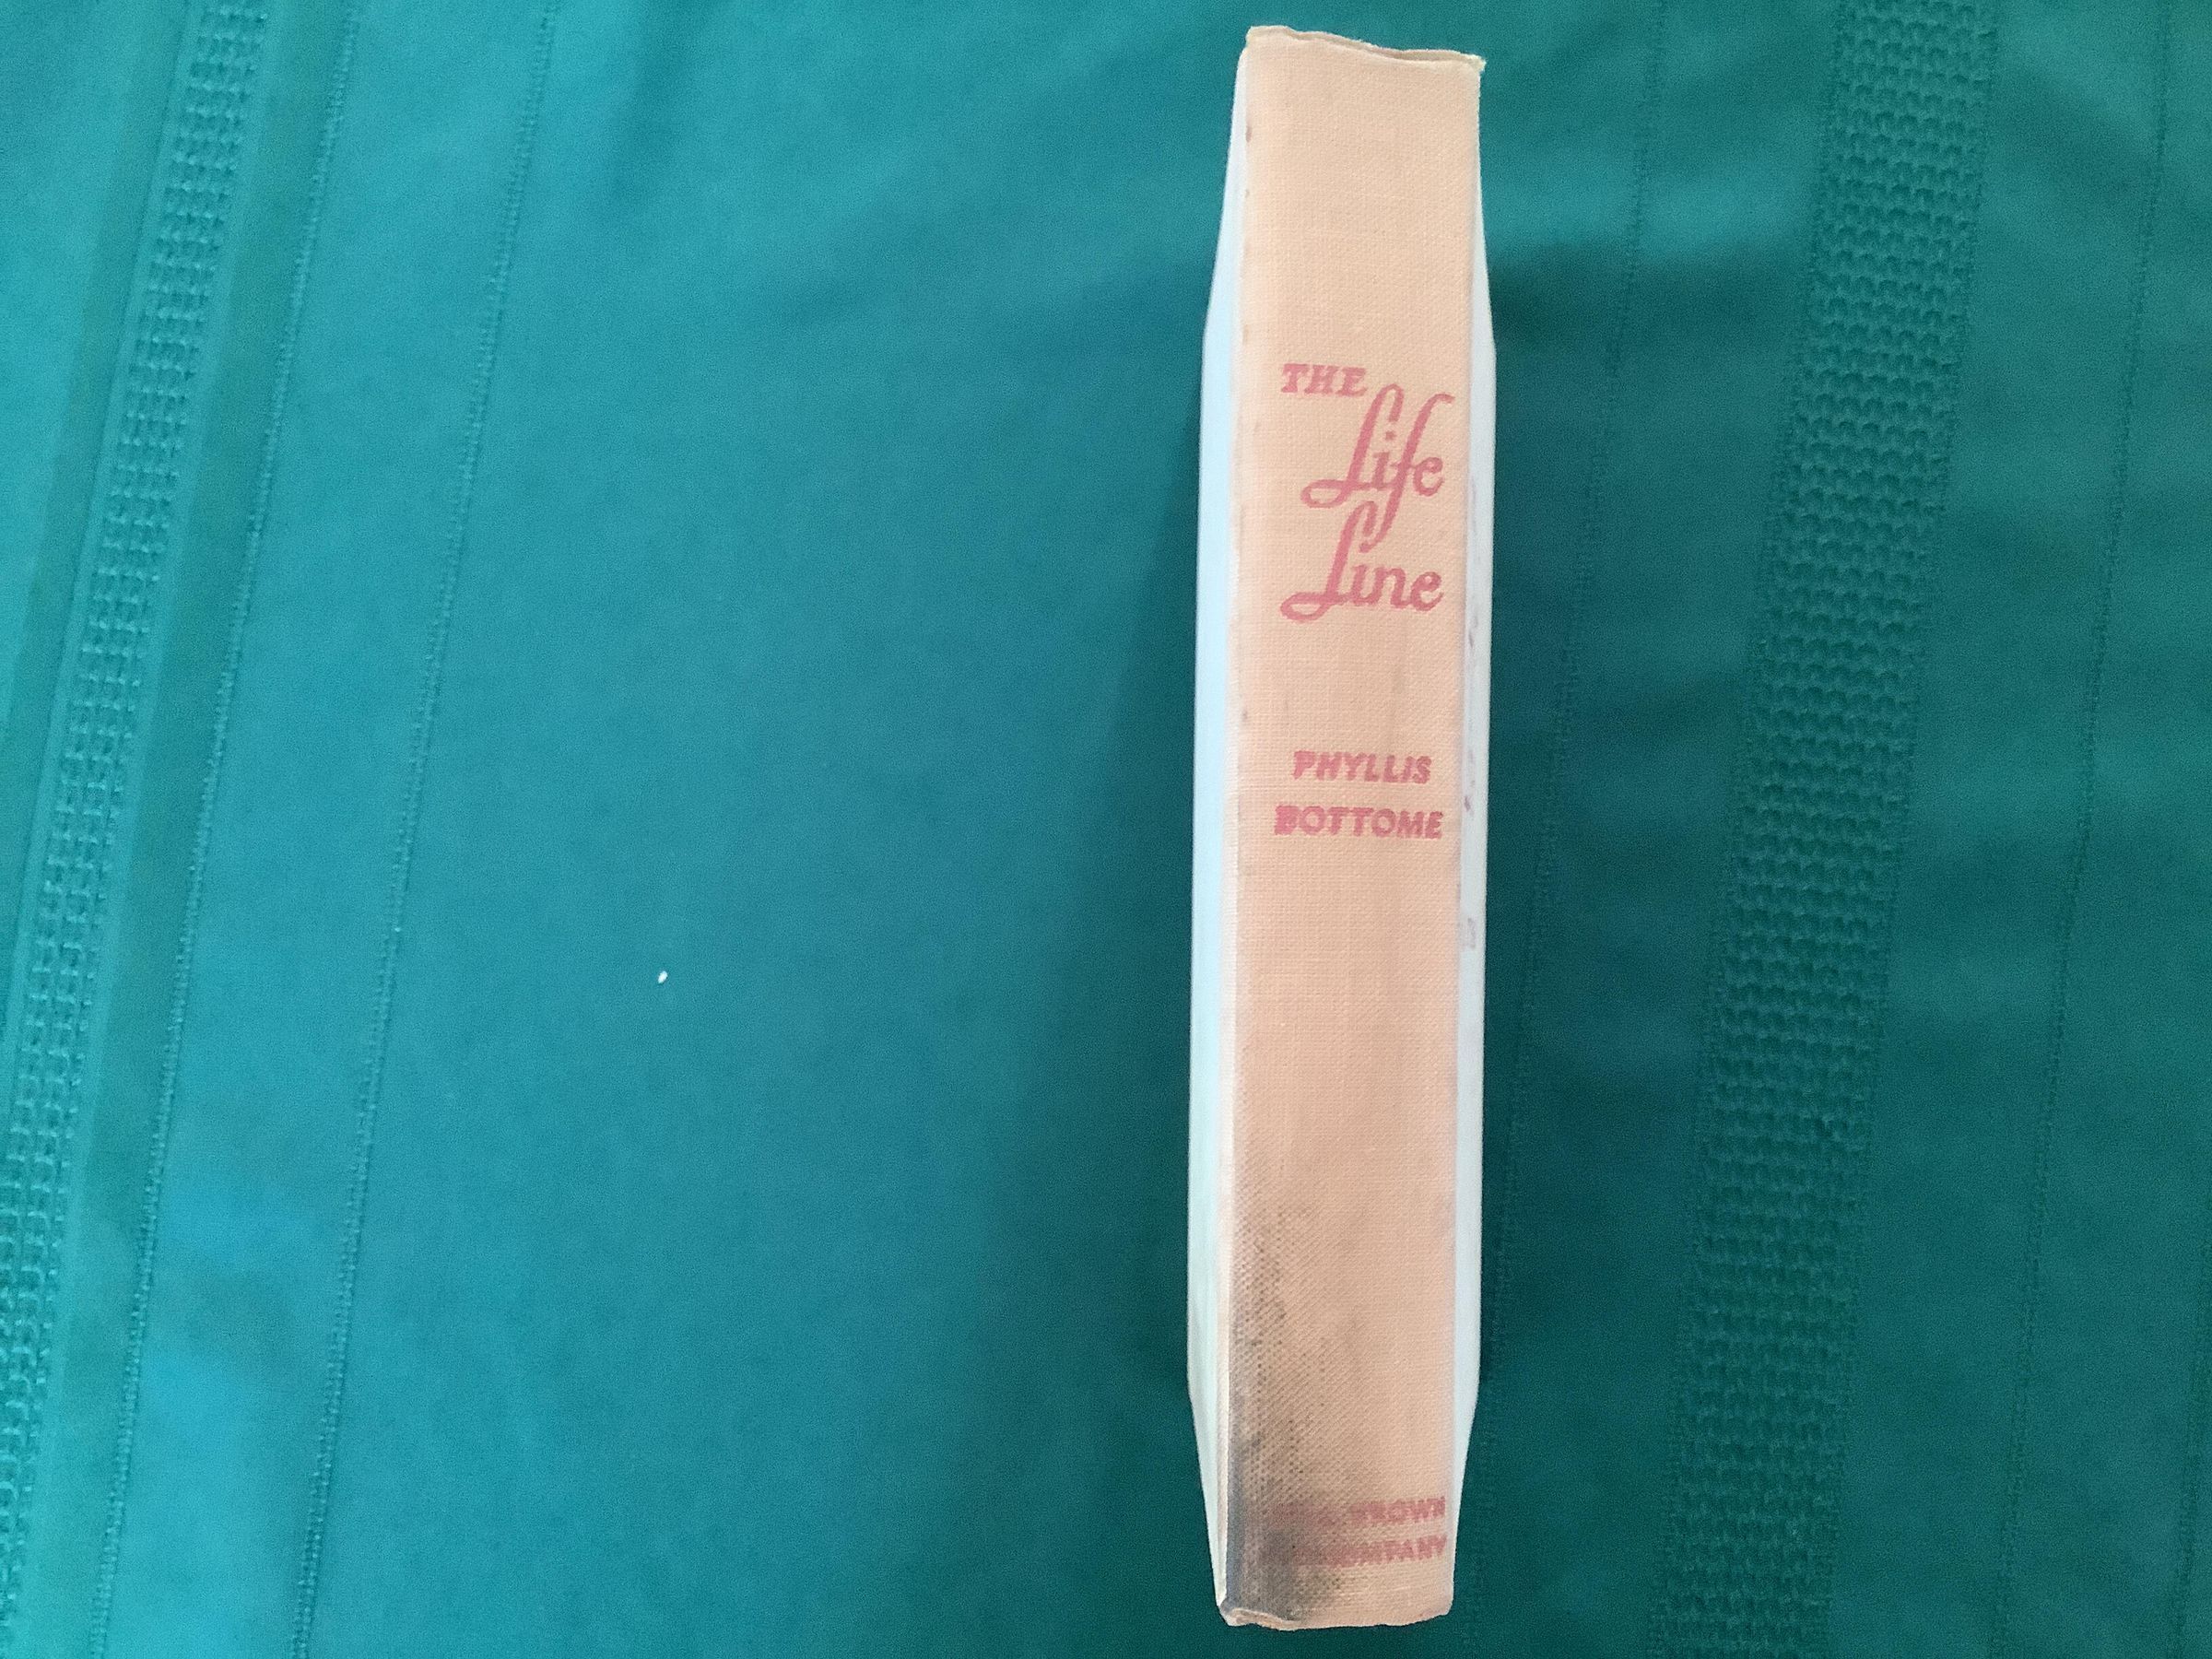 THE
Life
Line
PHYLLIS
BOTTOME
BROWN
COMPANY